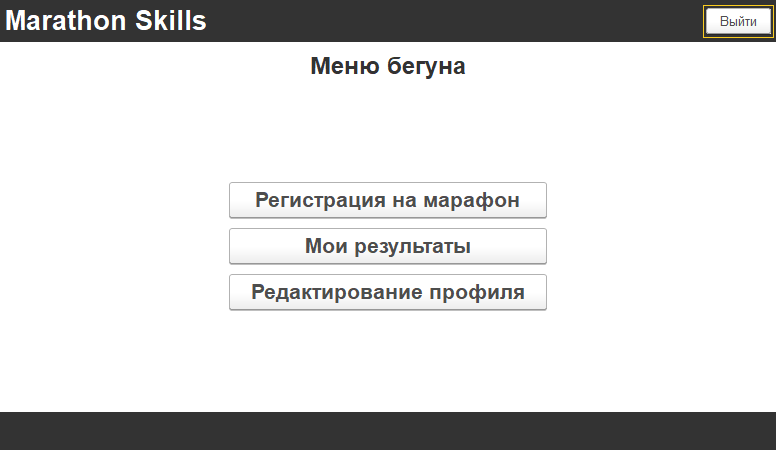 Marathon Skills
Выйти
Меню бегуна
Регистрация на марафон
Мои результаты
Редактирование профиля